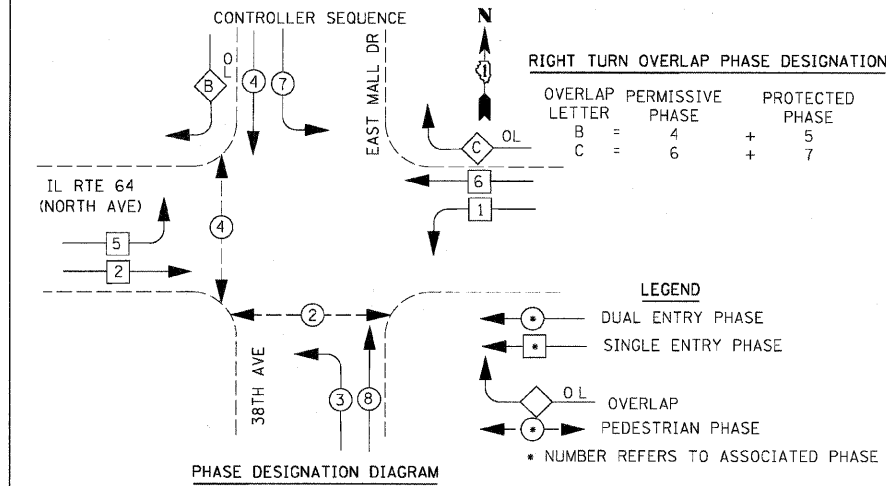 CONTROLLER SEQUENCE
N
RIGHT TURN OVERLAP PHASE DESIGNATION
OVERLAP LETTER PERMISSIVE PHASE PROTECTED PHASE
B = 4 + 5
C = 6 + 7
OL
B
4
7
EAST MALL DR
C OL
6
1
IL RTE 64
(NORTH AVE)
4
5
2
2
38TH AVE
3
8
LEGEND
* DUAL ENTRY PHASE
* SINGLE ENTRY PHASE
OL OVERLAP
* PEDESTRIAN PHASE
* NUMBER REFERS TO ASSOCIATED PHASE
PHASE DESIGNATION DIAGRAM